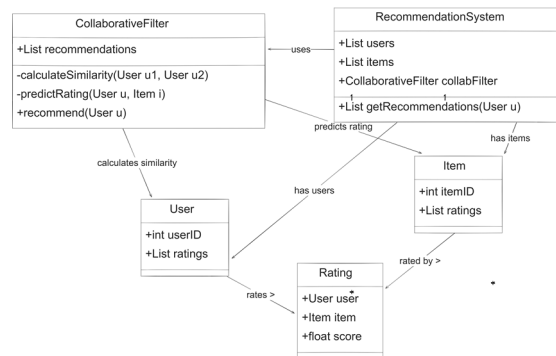 CollaborativeFilter
+List recommendations
-calculateSimilarity(User u1, User u2)
-predictRating(User u, Item i)
+recommend(User u)
uses
RecommendationSystem
+List users
+List items
+CollaborativeFilter collabFilter
+List getRecommendations(User u)
predicts rating
has items
calculates similarity
has users
Item
+int itemID
+List ratings
User
+int userID
+List ratings
rated by >
rates >
Rating
+User user
+Item item
+float score